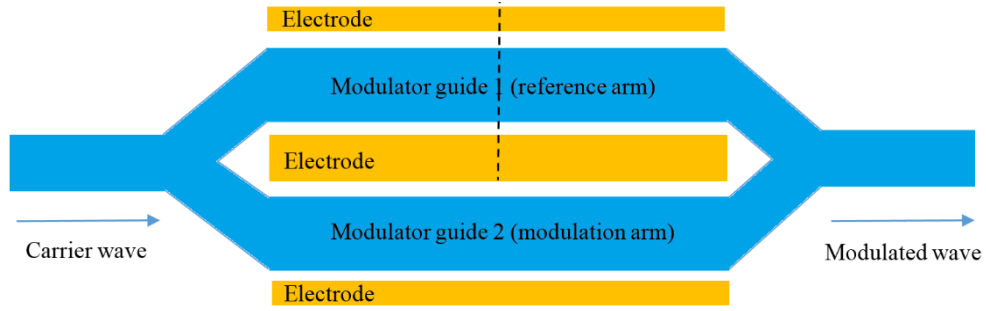 Electrode
Modulator guide 1 (reference arm)
Electrode
Modulator guide 2 (modulation arm)
Carrier wave
Modulated wave
Electrode